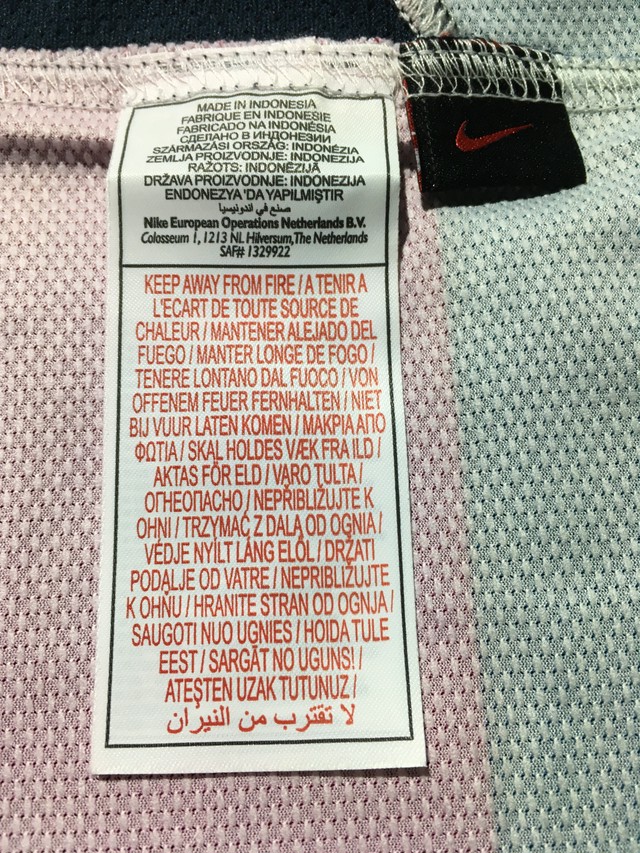 MADE IN INDONESIA
FABRIQUE EN INDONESIE
FABRICADO NA INDONÉSIA
СДЕЛАНО В ИНДОНЕЗИИ
SZÁRMAZÁSI ORSZÁG: INDONÉZIA
ZEMLJA PROIZVODNJE: INDONEZIJA
RAŽOTS: INDONĒZIJĀ
DRŽAVA PROIZVODNJE: INDONEZIJA
ENDONEZYA'DA YAPILMIŞTIR
صنع في اندونيسيا
Nike European Operations Netherlands B.V.
Colosseum 1, 1213 NL Hilversum, The Netherlands
SAF# 1329922
KEEP AWAY FROM FIRE / A TENIR A
L'ECART DE TOUTE SOURCE DE
CHALEUR / MANTENER ALEJADO DEL
FUEGO / MANTER LONGE DE FOGO /
TENERE LONTANO DAL FUOCO / VON
OFFENEM FEUER FERNHALTEN / NIET
BIJ VUUR LATEN KOMEN / ΜΑΚΡΙΑ ΑΠΟ
ΦΩΤΙΑ / SKAL HOLDES VÆK FRA ILD /
AKTAS FÖR ELD / VARO TULTA /
ОГНЕОПАСНО / NEPŘIBLIŽUJTE K
OHNI / TRZYMAĆ Z DALA OD OGNIA /
VÉDJE NYÍLT LÁNG ELŐL / DRŽATI
PODALJE OD VATRE / NEPRIBLIŽUJTE
K OHŇU / HRANITE STRAN OD OGNJA /
SAUGOTI NUO UGNIES / HOIDA TULE
EEST / SARGĀT NO UGUNS! /
ATEŞTEN UZAK TUTUNUZ /
لا تقترب من النيران